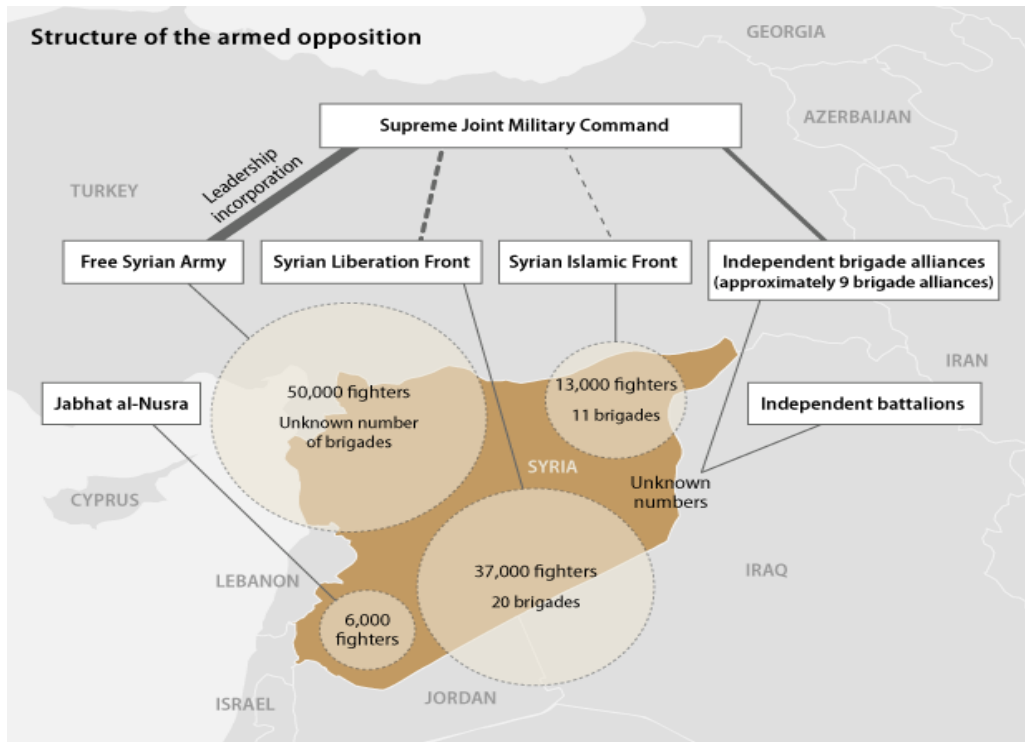 Structure of the armed opposition
GEORGIA
Supreme Joint Military Command
AZERBAIJAN
Leadership
incorporation
TURKEY
Free Syrian Army
Syrian Liberation Front
Syrian Islamic Front
Independent brigade alliances
(approximately 9 brigade alliances)
IRAN
Jabhat al-Nusra
50,000 fighters
Unknown number
of brigades
13,000 fighters
11 brigades
Independent battalions
SYRIA
Unknown
numbers
CYPRUS
LEBANON
37,000 fighters
20 brigades
IRAQ
6,000
fighters
ISRAEL
JORDAN